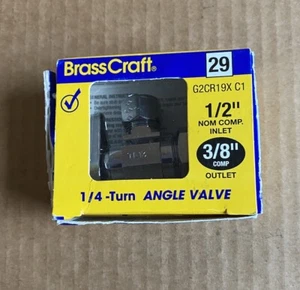 BrassCraft®
29
G2CR19X C1
1/2"
NOM COMP.
INLET
3/8"
COMP
OUTLET
1/4 -Turn ANGLE VALVE